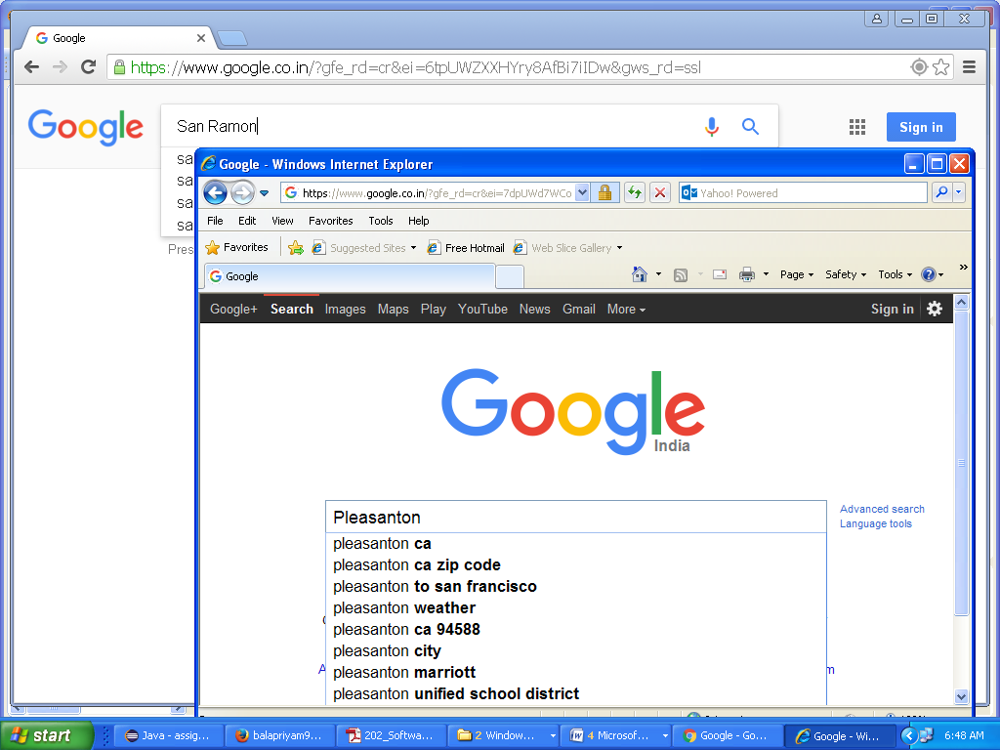 Google
https://www.google.co.in/?gfe_rd=cr&ei=6tpUWZXXHYry8AfBi7iIDw&gws_rd=ssl
Google
San Ramon
Sign in
sa
sa
sa
sa
Pres
Google - Windows Internet Explorer
https://www.google.co.in/?gfe_rd=cr&ei=7dpUWd7WCo
Yahoo! Powered
File Edit View Favorites Tools Help
Favorites Suggested Sites Free Hotmail Web Slice Gallery
Google
Page Safety Tools »
Google+ Search Images Maps Play YouTube News Gmail More Sign in
Google
India
Pleasanton
Advanced search
Language tools
pleasanton ca
pleasanton ca zip code
pleasanton to san francisco
pleasanton weather
pleasanton ca 94588
pleasanton city
pleasanton marriott
pleasanton unified school district
start
Java - assig...
balapriyam9...
202_Softwa...
2 Window...
4 Microsof...
Google - Go...
Google - Wi...
6:48 AM